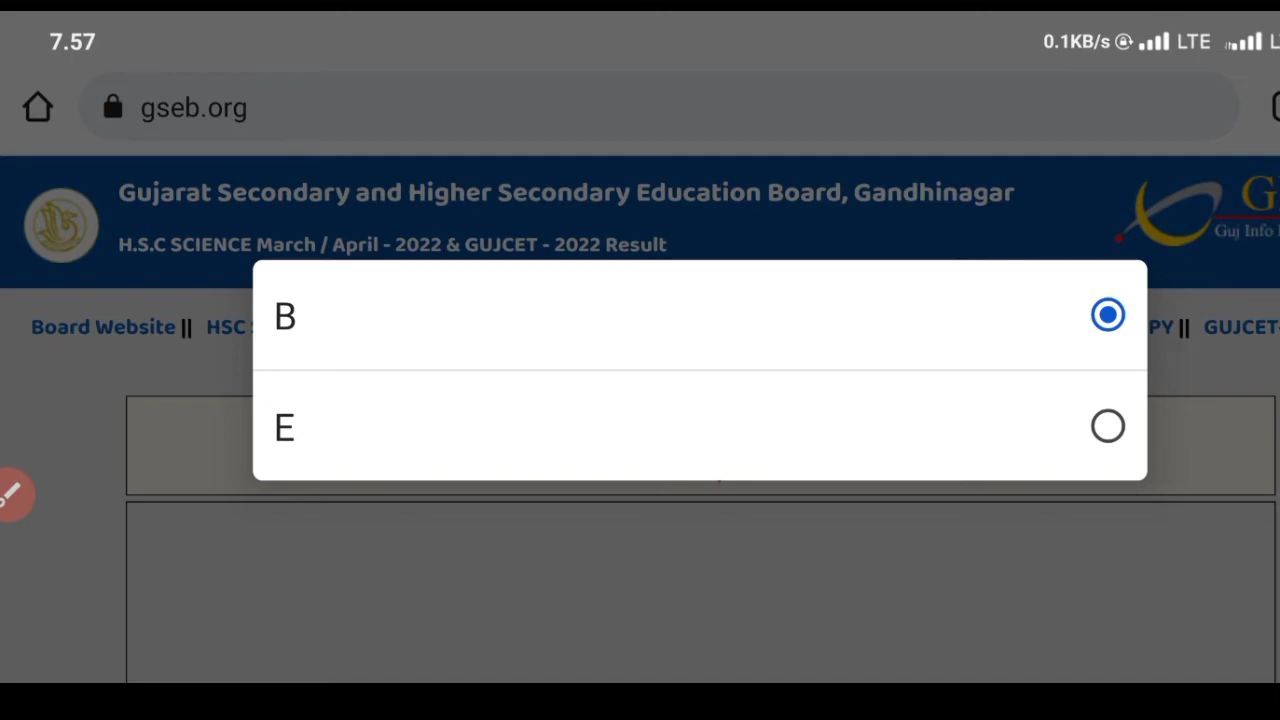 7.57
0.1KB/s LTE
gseb.org
Gujarat Secondary and Higher Secondary Education Board, Gandhinagar
H.S.C SCIENCE March / April - 2022 & GUJCET - 2022 Result
Guj Info
B
Board Website || HSC PY || GUJCET
E